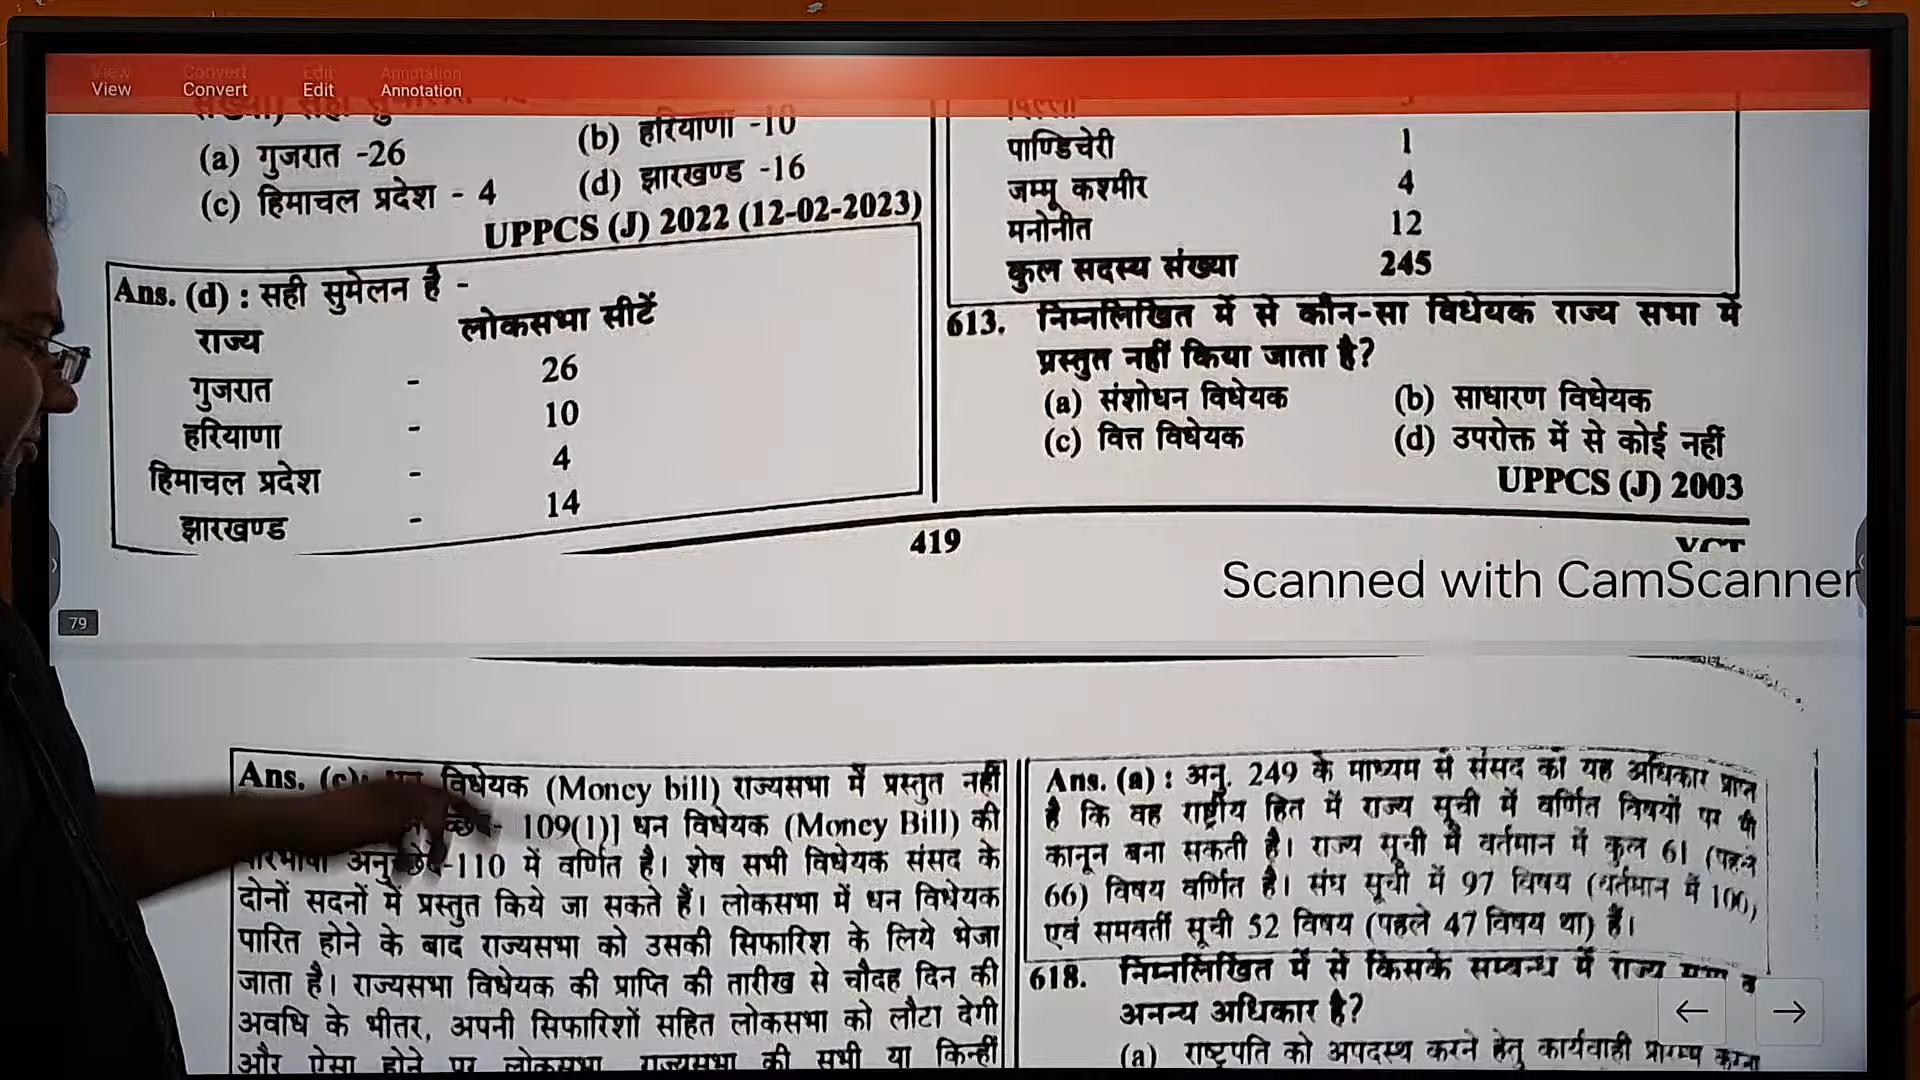 View Convert Edit Annotation
(a) गुजरात -26
(b) हरियाणा -10
(c) हिमाचल प्रदेश - 4
(d) झारखण्ड -16
UPPCS (J) 2022 (12-02-2023)
Ans. (d) : सही सुमेलन है -
राज्य लोकसभा सीटें
गुजरात - 26
हरियाणा - 10
हिमाचल प्रदेश - 4
झारखण्ड - 14
पाण्डिचेरी 1
जम्मू कश्मीर 4
मनोनीत 12
कुल सदस्य संख्या 245
613. निम्नलिखित में से कौन-सा विधेयक राज्य सभा में
प्रस्तुत नहीं किया जाता है?
(a) संशोधन विधेयक (b) साधारण विधेयक
(c) वित्त विधेयक (d) उपरोक्त में से कोई नहीं
UPPCS (J) 2003
419
Scanned with CamScanner
79
Ans. (c): विधेयक (Money bill) राज्यसभा में प्रस्तुत नहीं
109(1)] धन विधेयक (Money Bill) की
-110 में वर्णित है। शेष सभी विधेयक संसद के
दोनों सदनों में प्रस्तुत किये जा सकते हैं। लोकसभा में धन विधेयक
पारित होने के बाद राज्यसभा को उसकी सिफारिश के लिये भेजा
जाता है। राज्यसभा विधेयक की प्राप्ति की तारीख से चौदह दिन की
अवधि के भीतर, अपनी सिफारिशों सहित लोकसभा को लौटा देगी
और ऐसा होने पर लोकसभा, राज्यसभा की सभी या किन्हीं
Ans. (a) : अनु. 249 के माध्यम से संसद को यह अधिकार प्राप्त
है कि वह राष्ट्रीय हित में राज्य सूची में वर्णित विषयों पर भी
कानून बना सकती है। राज्य सूची में वर्तमान में कुल 61 (पहले
66) विषय वर्णित है। संघ सूची में 97 विषय (वर्तमान में 100)
एवं समवर्ती सूची 52 विषय (पहले 47 विषय था) हैं।
618. निम्नलिखित में से किसके सम्बन्ध में राज्य
अनन्य अधिकार है?
(a) राष्ट्रपति को अपदस्थ करने हेतु कार्यवाही प्रारम्भ करना